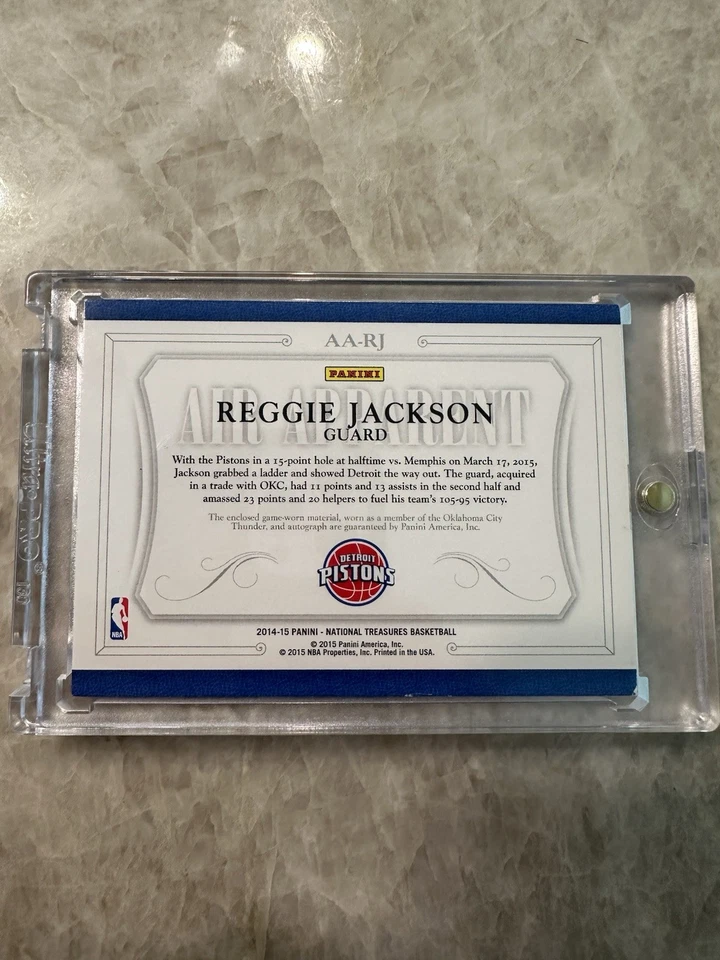 AA-RJ
PANINI
AIR APPARENT
REGGIE JACKSON
GUARD
With the Pistons in a 15-point hole at halftime vs. Memphis on March 17, 2015,
Jackson grabbed a ladder and showed Detroit the way out. The guard, acquired
in a trade with OKC, had 11 points and 13 assists in the second half and
amassed 23 points and 20 helpers to fuel his team's 105-95 victory.
The enclosed game-worn material, worn as a member of the Oklahoma City
Thunder, and autograph are guaranteed by Panini America, Inc.
DETROIT
PISTONS
NBA
2014-15 PANINI - NATIONAL TREASURES BASKETBALL
© 2015 Panini America, Inc.
© 2015 NBA Properties, Inc. Printed in the USA.